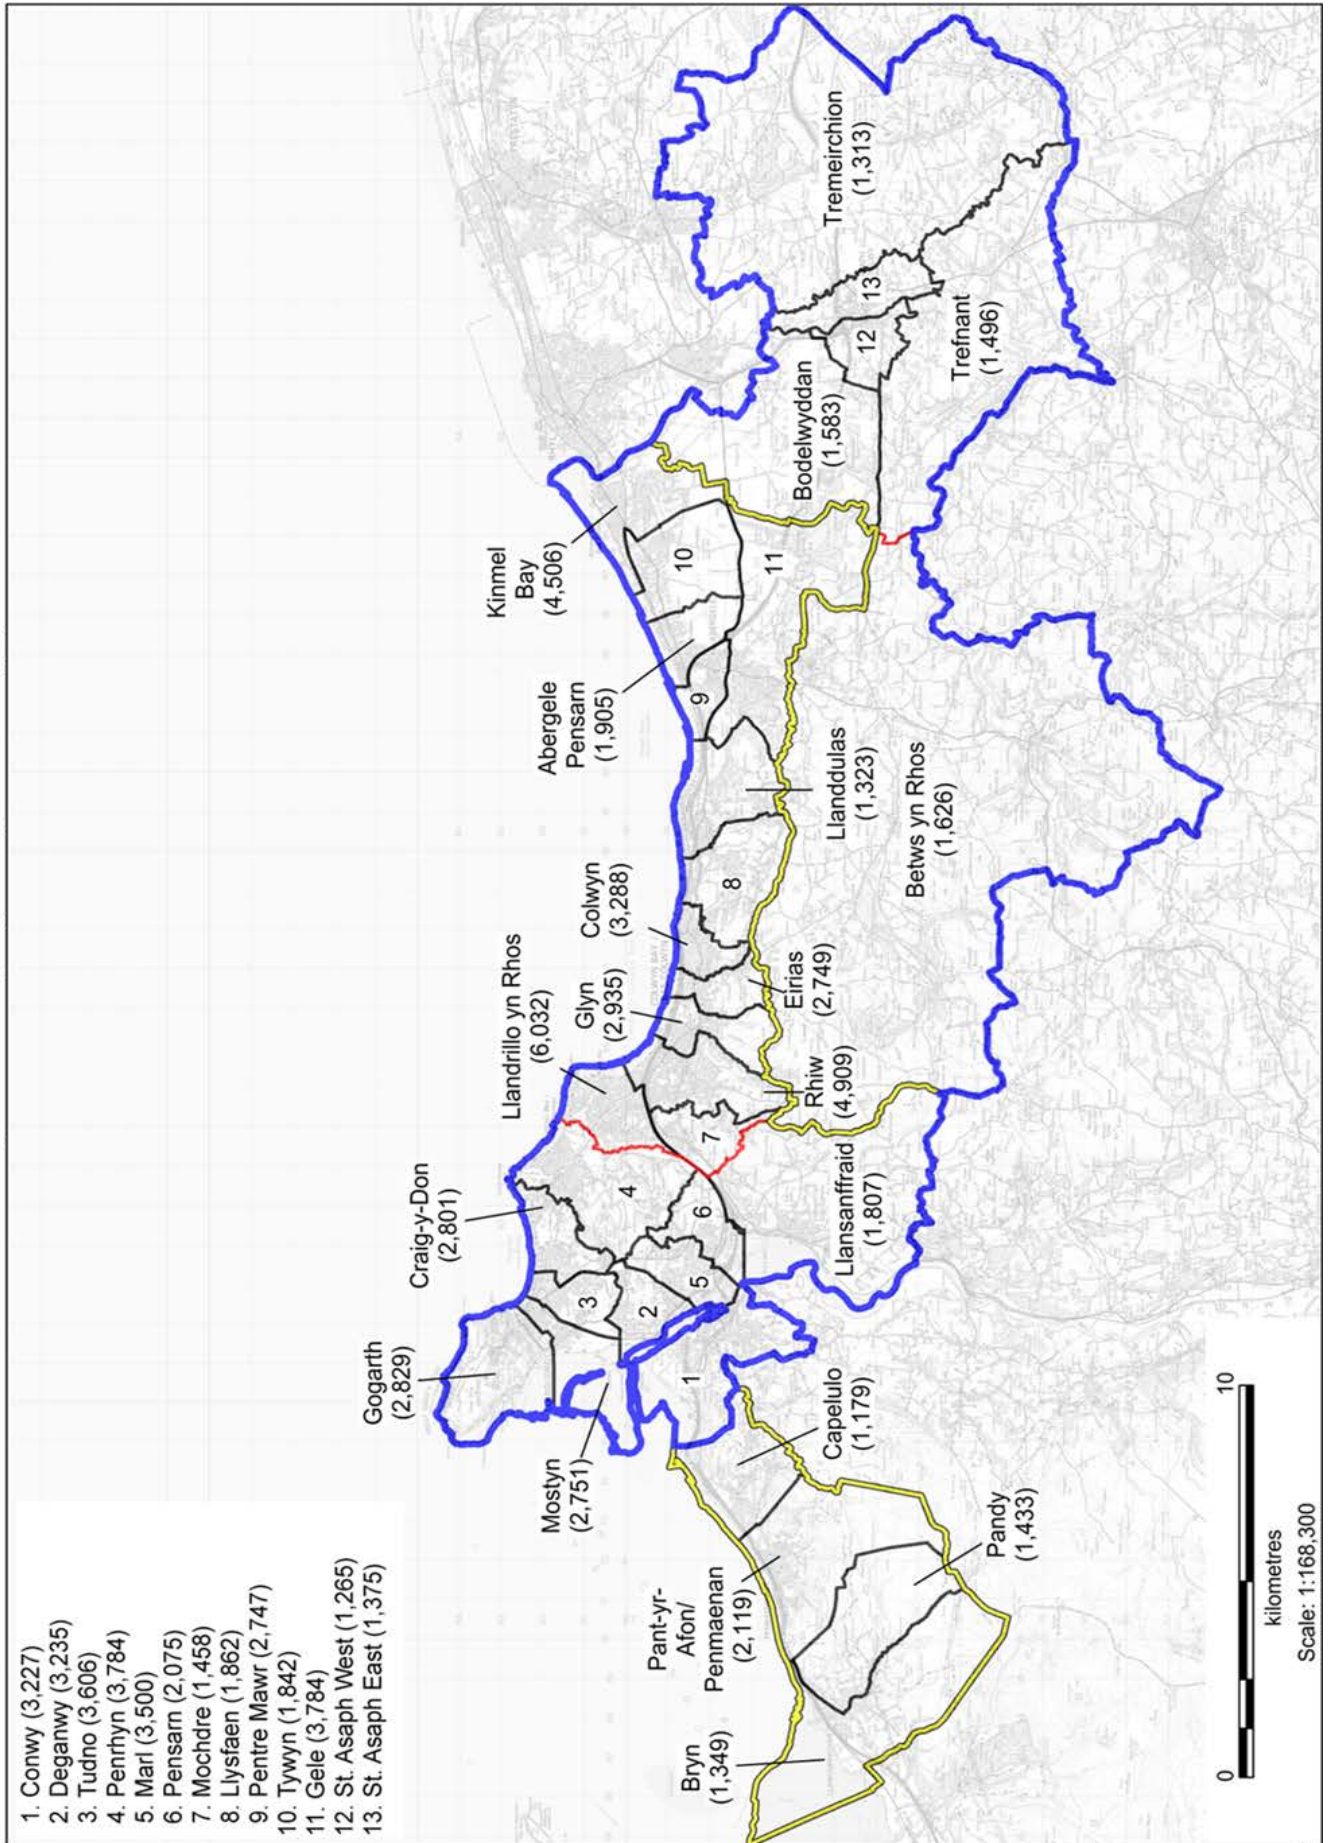 1. Conwy (3,227)
2. Deganwy (3,235)
3. Tudno (3,606)
4. Penrhyn (3,784)
5. Marl (3,500)
6. Pensarn (2,075)
7. Mochdre (1,458)
8. Llysfaen (1,862)
9. Pentre Mawr (2,747)
10. Tywyn (1,842)
11. Gele (3,784)
12. St. Asaph West (1,265)
13. St. Asaph East (1,375)
Gogarth
(2,829)
Craig-y-Don
(2,801)
Llandrillo yn Rhos
(6,032)
Glyn
(2,935)
Colwyn
(3,288)
Abergele
Pensarn
(1,905)
Kinmel
Bay
(4,506)
Mostyn
(2,751)
Pant-yr-
Afon/
Penmaenan
(2,119)
Bryn
(1,349)
Capelulo
(1,179)
Pandy
(1,433)
Llansanffraid
(1,807)
Rhiw
(4,909)
Eirias
(2,749)
Llanddulas
(1,323)
Betws yn Rhos
(1,626)
Bodelwyddan
(1,583)
Trefnant
(1,496)
Tremeirchion
(1,313)
1
2
3
4
5
6
7
8
9
10
11
12
13
0
10
kilometres
Scale: 1:168,300